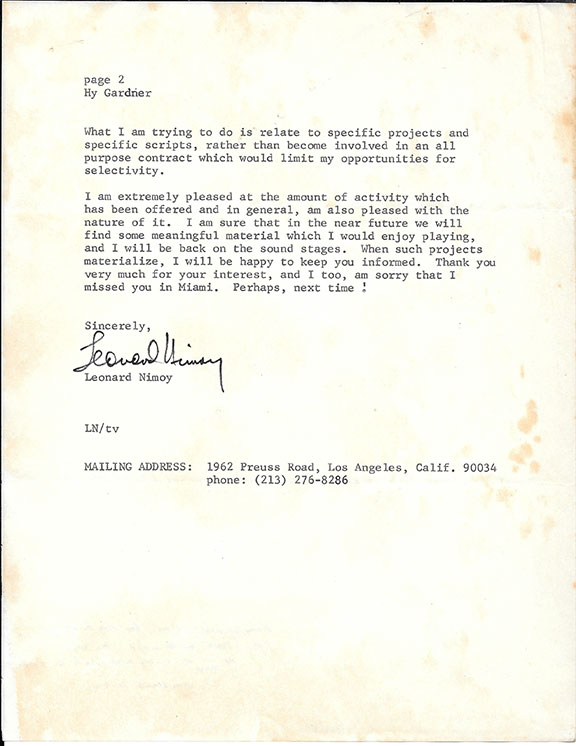 page 2
Hy Gardner
What I am trying to do is relate to specific projects and
specific scripts, rather than become involved in an all
purpose contract which would limit my opportunities for
selectivity.
I am extremely pleased at the amount of activity which
has been offered and in general, am also pleased with the
nature of it.  I am sure that in the near future we will
find some meaningful material which I would enjoy playing,
and I will be back on the sound stages.  When such projects
materialize, I will be happy to keep you informed.  Thank you
very much for your interest, and I too, am sorry that I
missed you in Miami.  Perhaps, next time !
Sincerely,
Leonard Nimoy
Leonard Nimoy
LN/tv
MAILING ADDRESS:  1962 Preuss Road, Los Angeles, Calif. 90034
phone: (213) 276-8286